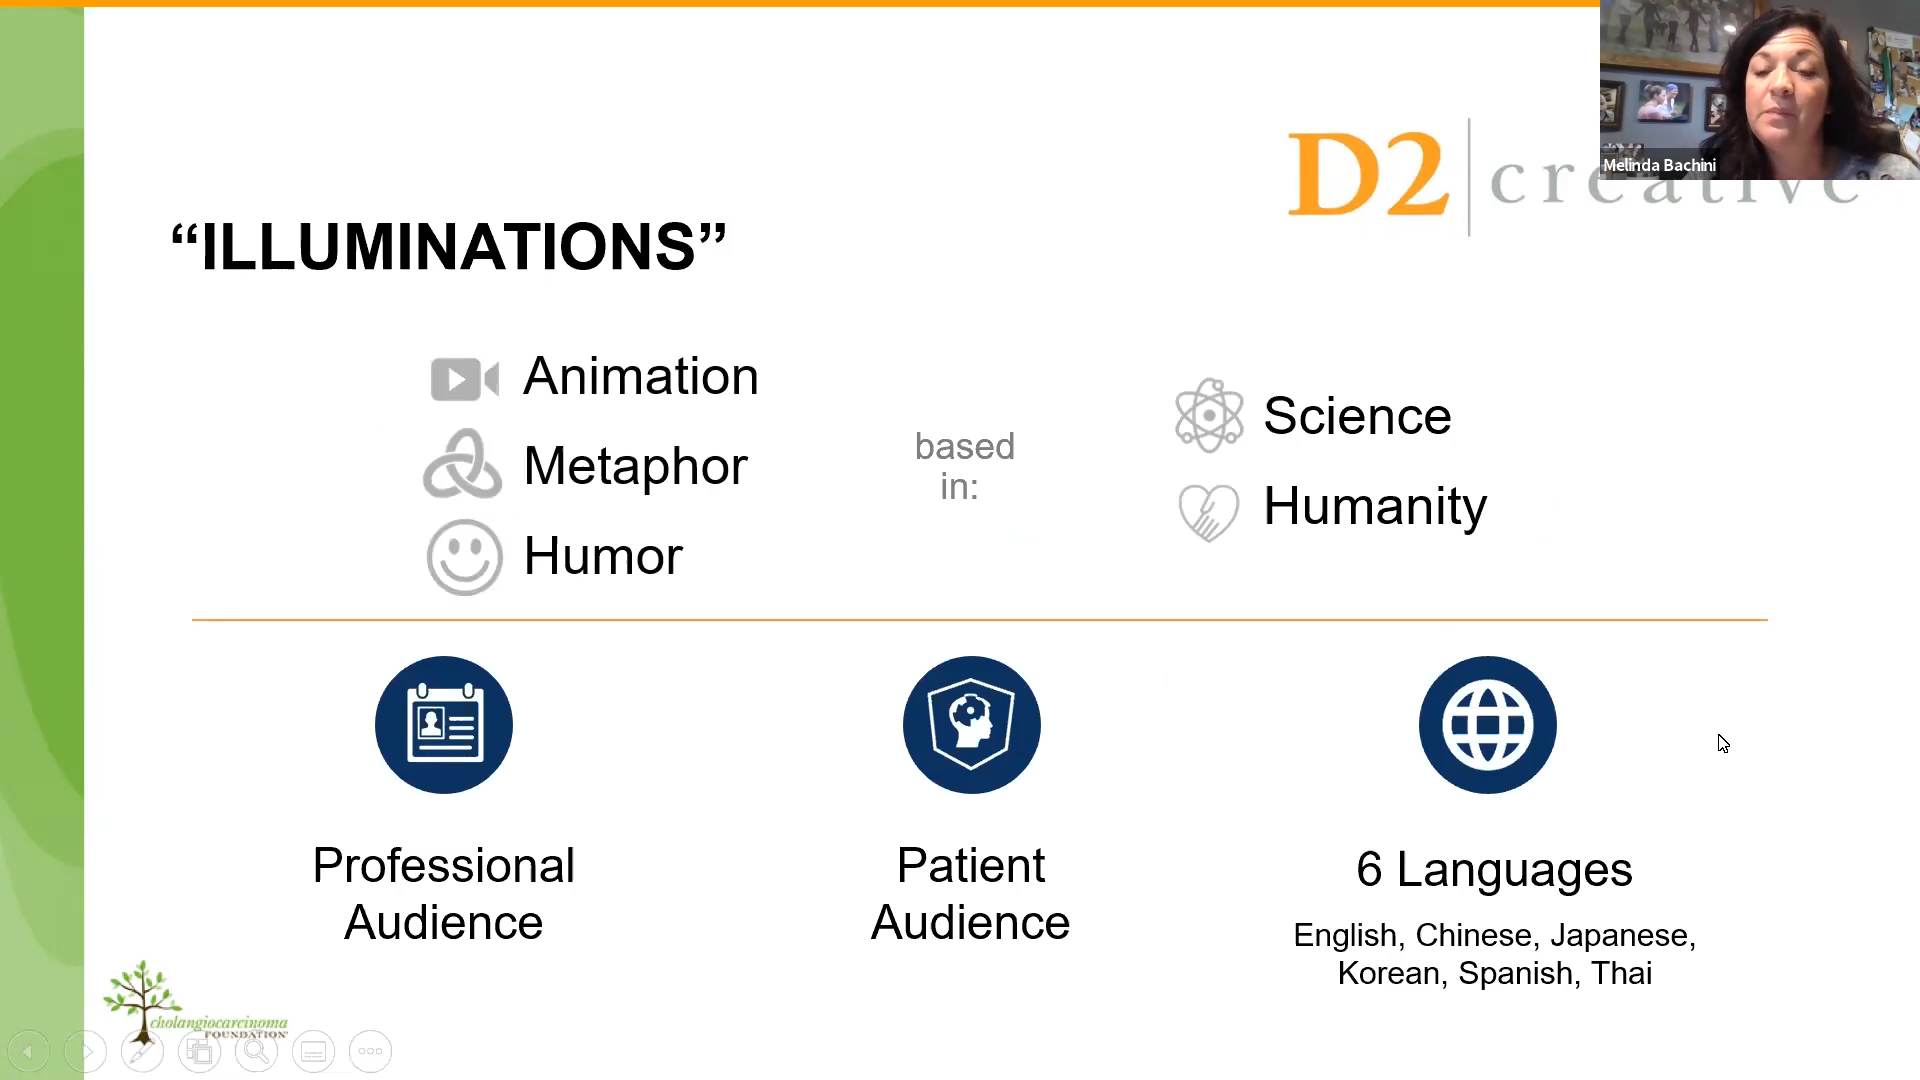 Melinda Bachini
D2 creative
“ILLUMINATIONS”
Animation
Metaphor
Humor
based
in:
Science
Humanity
Professional
Audience
Patient
Audience
6 Languages
English, Chinese, Japanese,
Korean, Spanish, Thai
cholangiocarcinoma
FOUNDATION